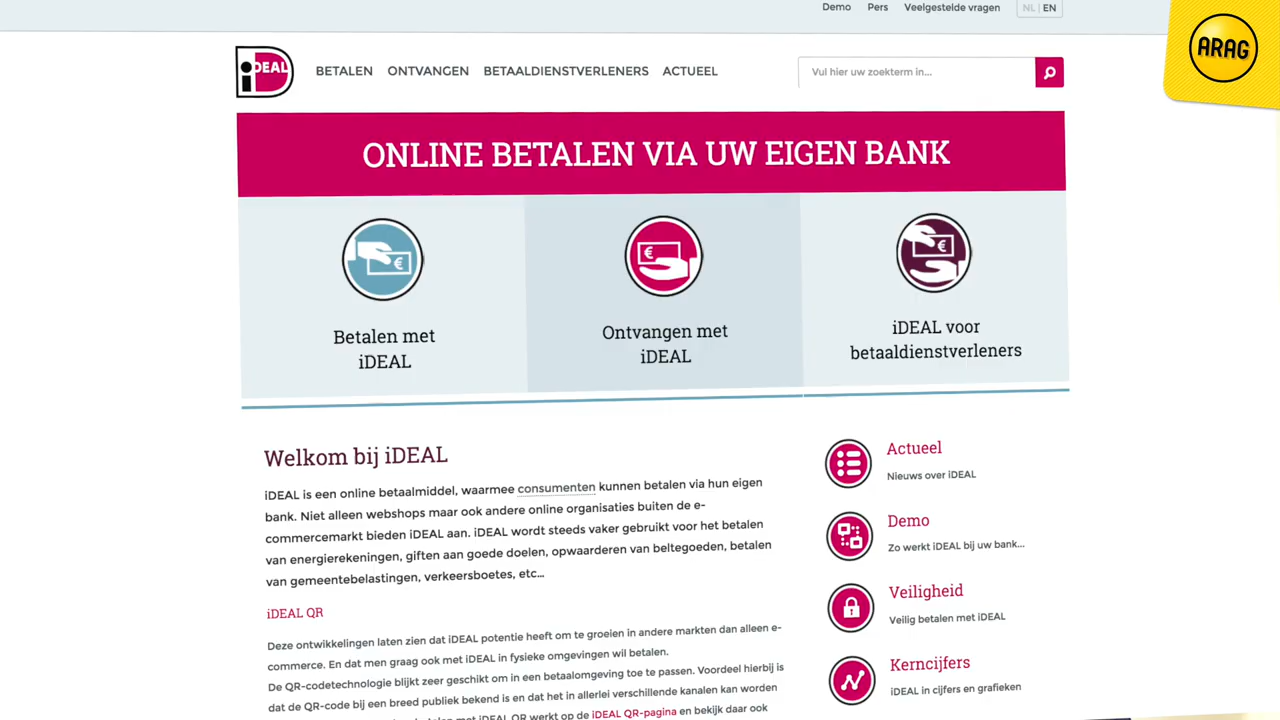 Demo Pers Veelgestelde vragen NL | EN
ARAG
iDEAL
BETALEN ONTVANGEN BETAALDIENSTVERLENERS ACTUEEL
Vul hier uw zoekterm in...
ONLINE BETALEN VIA UW EIGEN BANK
Betalen met
iDEAL
Ontvangen met
iDEAL
iDEAL voor
betaaldienstverleners
Welkom bij iDEAL
iDEAL is een online betaalmiddel, waarmee consumenten kunnen betalen via hun eigen
bank. Niet alleen webshops maar ook andere online organisaties buiten de e-
commercemarkt bieden iDEAL aan. iDEAL wordt steeds vaker gebruikt voor het betalen
van energierekeningen, giften aan goede doelen, opwaarderen van beltegoeden, betalen
van gemeentebelastingen, verkeersboetes, etc...
iDEAL QR
Deze ontwikkelingen laten zien dat iDEAL potentie heeft om te groeien in andere markten dan alleen e-
commerce. En dat men graag ook met iDEAL in fysieke omgevingen wil betalen.
De QR-codetechnologie blijkt zeer geschikt om in een betaalomgeving toe te passen. Voordeel hierbij is
dat de QR-code bij een breed publiek bekend is en dat het in allerlei verschillende kanalen kan worden
met iDEAL QR werkt op de iDEAL QR-pagina en bekijk daar ook
Actueel
Nieuws over iDEAL
Demo
Zo werkt iDEAL bij uw bank...
Veiligheid
Veilig betalen met iDEAL
Kerncijfers
iDEAL in cijfers en grafieken